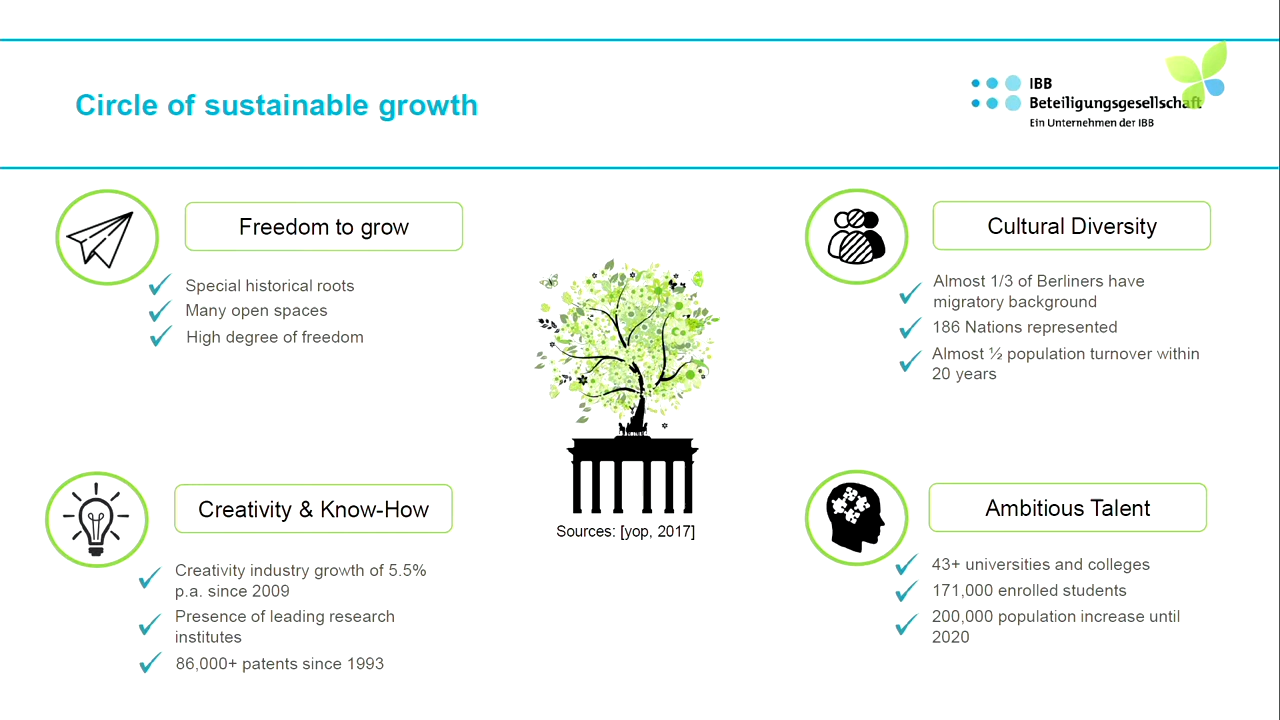 Circle of sustainable growth
IBB
Beteiligungsgesellschaft
Ein Unternehmen der IBB
Freedom to grow
Special historical roots
Many open spaces
High degree of freedom
Cultural Diversity
Almost 1/3 of Berliners have
migratory background
186 Nations represented
Almost ½ population turnover within
20 years
Sources: [yop, 2017]
Creativity & Know-How
Creativity industry growth of 5.5%
p.a. since 2009
Presence of leading research
institutes
86,000+ patents since 1993
Ambitious Talent
43+ universities and colleges
171,000 enrolled students
200,000 population increase until
2020